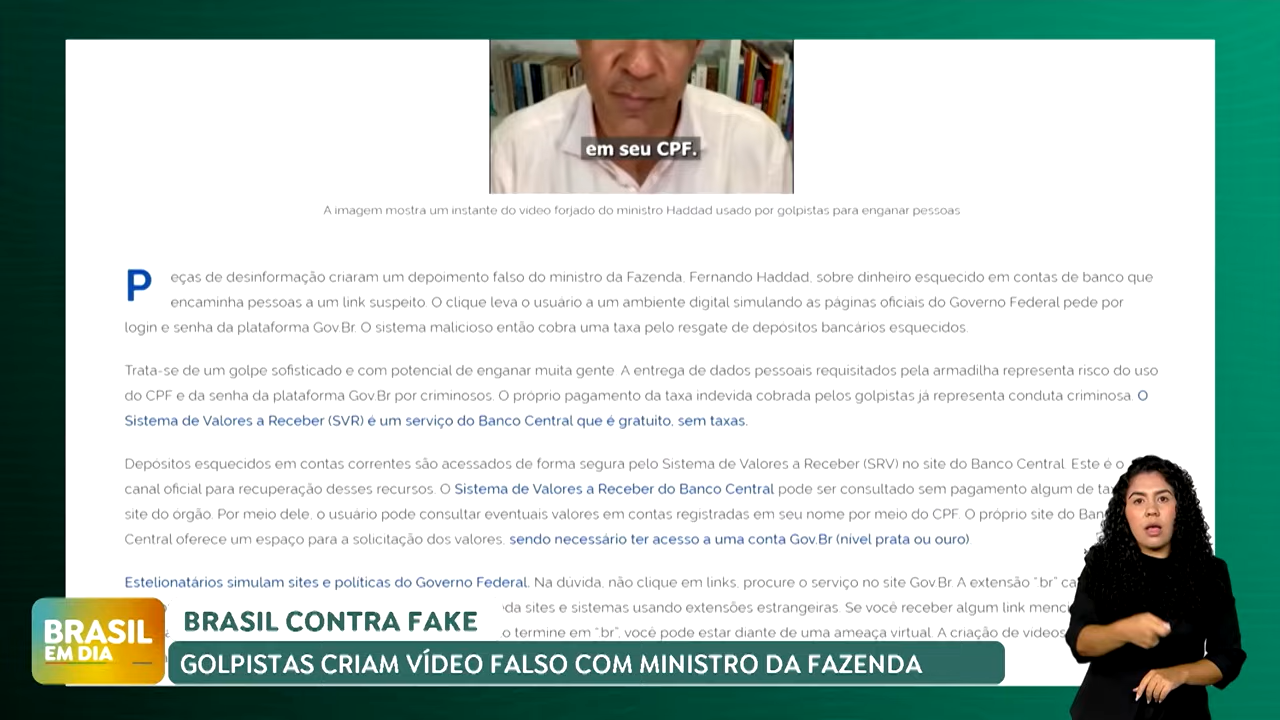 em seu CPF.
A imagem mostra um instante do vídeo forjado do ministro Haddad usado por golpistas para enganar pessoas
Peças de desinformação criaram um depoimento falso do ministro da Fazenda, Fernando Haddad, sobre dinheiro esquecido em contas de banco que
encaminha pessoas a um link suspeito. O clique leva o usuário a um ambiente digital simulando as páginas oficiais do Governo Federal pede por
login e senha da plataforma Gov.Br. O sistema malicioso então cobra uma taxa pelo resgate de depósitos bancários esquecidos.
Trata-se de um golpe sofisticado e com potencial de enganar muita gente. A entrega de dados pessoais requisitados pela armadilha representa risco do uso
do CPF e da senha da plataforma Gov.Br por criminosos. O próprio pagamento da taxa indevida cobrada pelos golpistas já representa conduta criminosa. O
Sistema de Valores a Receber (SVR) é um serviço do Banco Central que é gratuito, sem taxas.
Depósitos esquecidos em contas correntes são acessados de forma segura pelo Sistema de Valores a Receber (SRV) no site do Banco Central. Este é o
canal oficial para recuperação desses recursos. O Sistema de Valores a Receber do Banco Central pode ser consultado sem pagamento algum de
site do órgão. Por meio dele, o usuário pode consultar eventuais valores em contas registradas em seu nome por meio do CPF. O próprio site do
Central oferece um espaço para a solicitação dos valores, sendo necessário ter acesso a uma conta Gov.Br (nível prata ou ouro)
Estelionatários simulam sites e políticas do Governo Federal. Na dúvida, não clique em links, procure o serviço no site Gov.Br. A extensão "br"
sites e sistemas usando extensões estrangeiras. Se você receber algum link
termine em "br", você pode estar diante de uma ameaça virtual. A criação de vídeos
BRASIL CONTRA FAKE
BRASIL
EM DIA
GOLPISTAS CRIAM VÍDEO FALSO COM MINISTRO DA FAZENDA